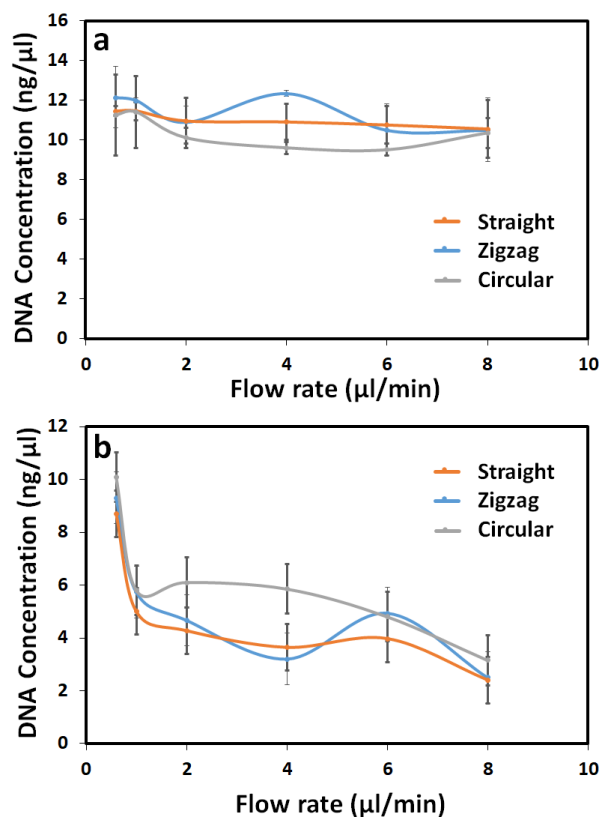 a
DNA Concentration (ng/µl)
16
14
12
10
8
6
4
2
0
Straight
Zigzag
Circular
0 2 4 6 8 10
Flow rate (µl/min)
b
DNA Concentration (ng/µl)
12
10
8
6
4
2
0
Straight
Zigzag
Circular
0 2 4 6 8 10
Flow rate (µl/min)